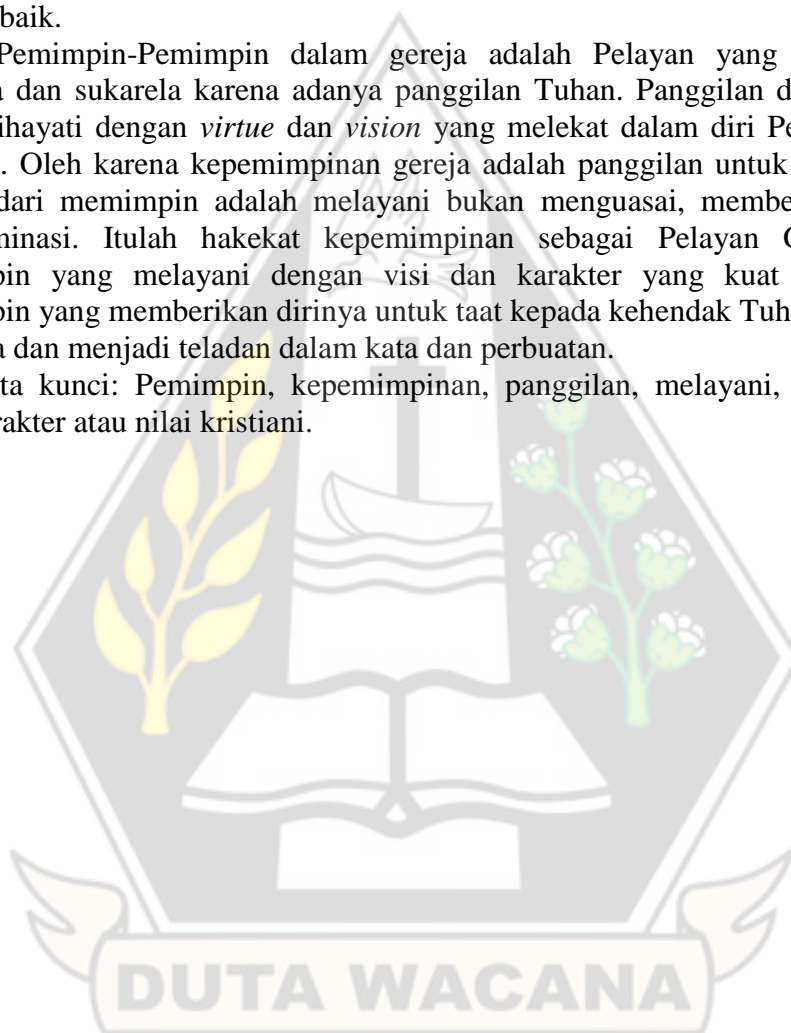 baik.
Pemimpin-Pemimpin dalam gereja adalah Pelayan yang
dan sukarela karena adanya panggilan Tuhan. Panggilan
ihayati dengan virtue dan vision yang melekat dalam diri
. Oleh karena kepemimpinan gereja adalah panggilan untuk
dari memimpin adalah melayani bukan menguasai,
minasi. Itulah hakekat kepemimpinan sebagai Pelayan
pin yang melayani dengan visi dan karakter yang kuat
pin yang memberikan dirinya untuk taat kepada kehendak
dan menjadi teladan dalam kata dan perbuatan.
ta kunci: Pemimpin, kepemimpinan, panggilan, melayani,
rakter atau nilai kristiani.
DUTA WACANA